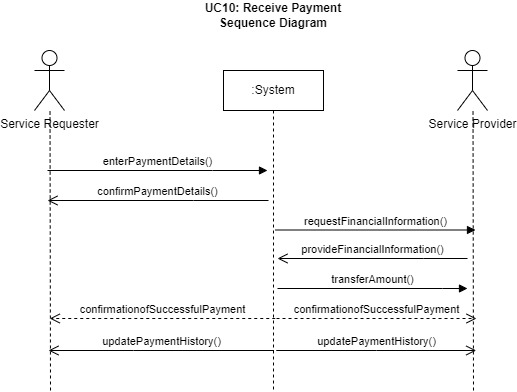 UC10: Receive Payment
Sequence Diagram
:System
Service Requester
Service Provider
enterPaymentDetails()
confirmPaymentDetails()
requestFinancialInformation()
provideFinancialInformation()
transferAmount()
confirmationofSuccessfulPayment confirmationofSuccessfulPayment
updatePaymentHistory() updatePaymentHistory()